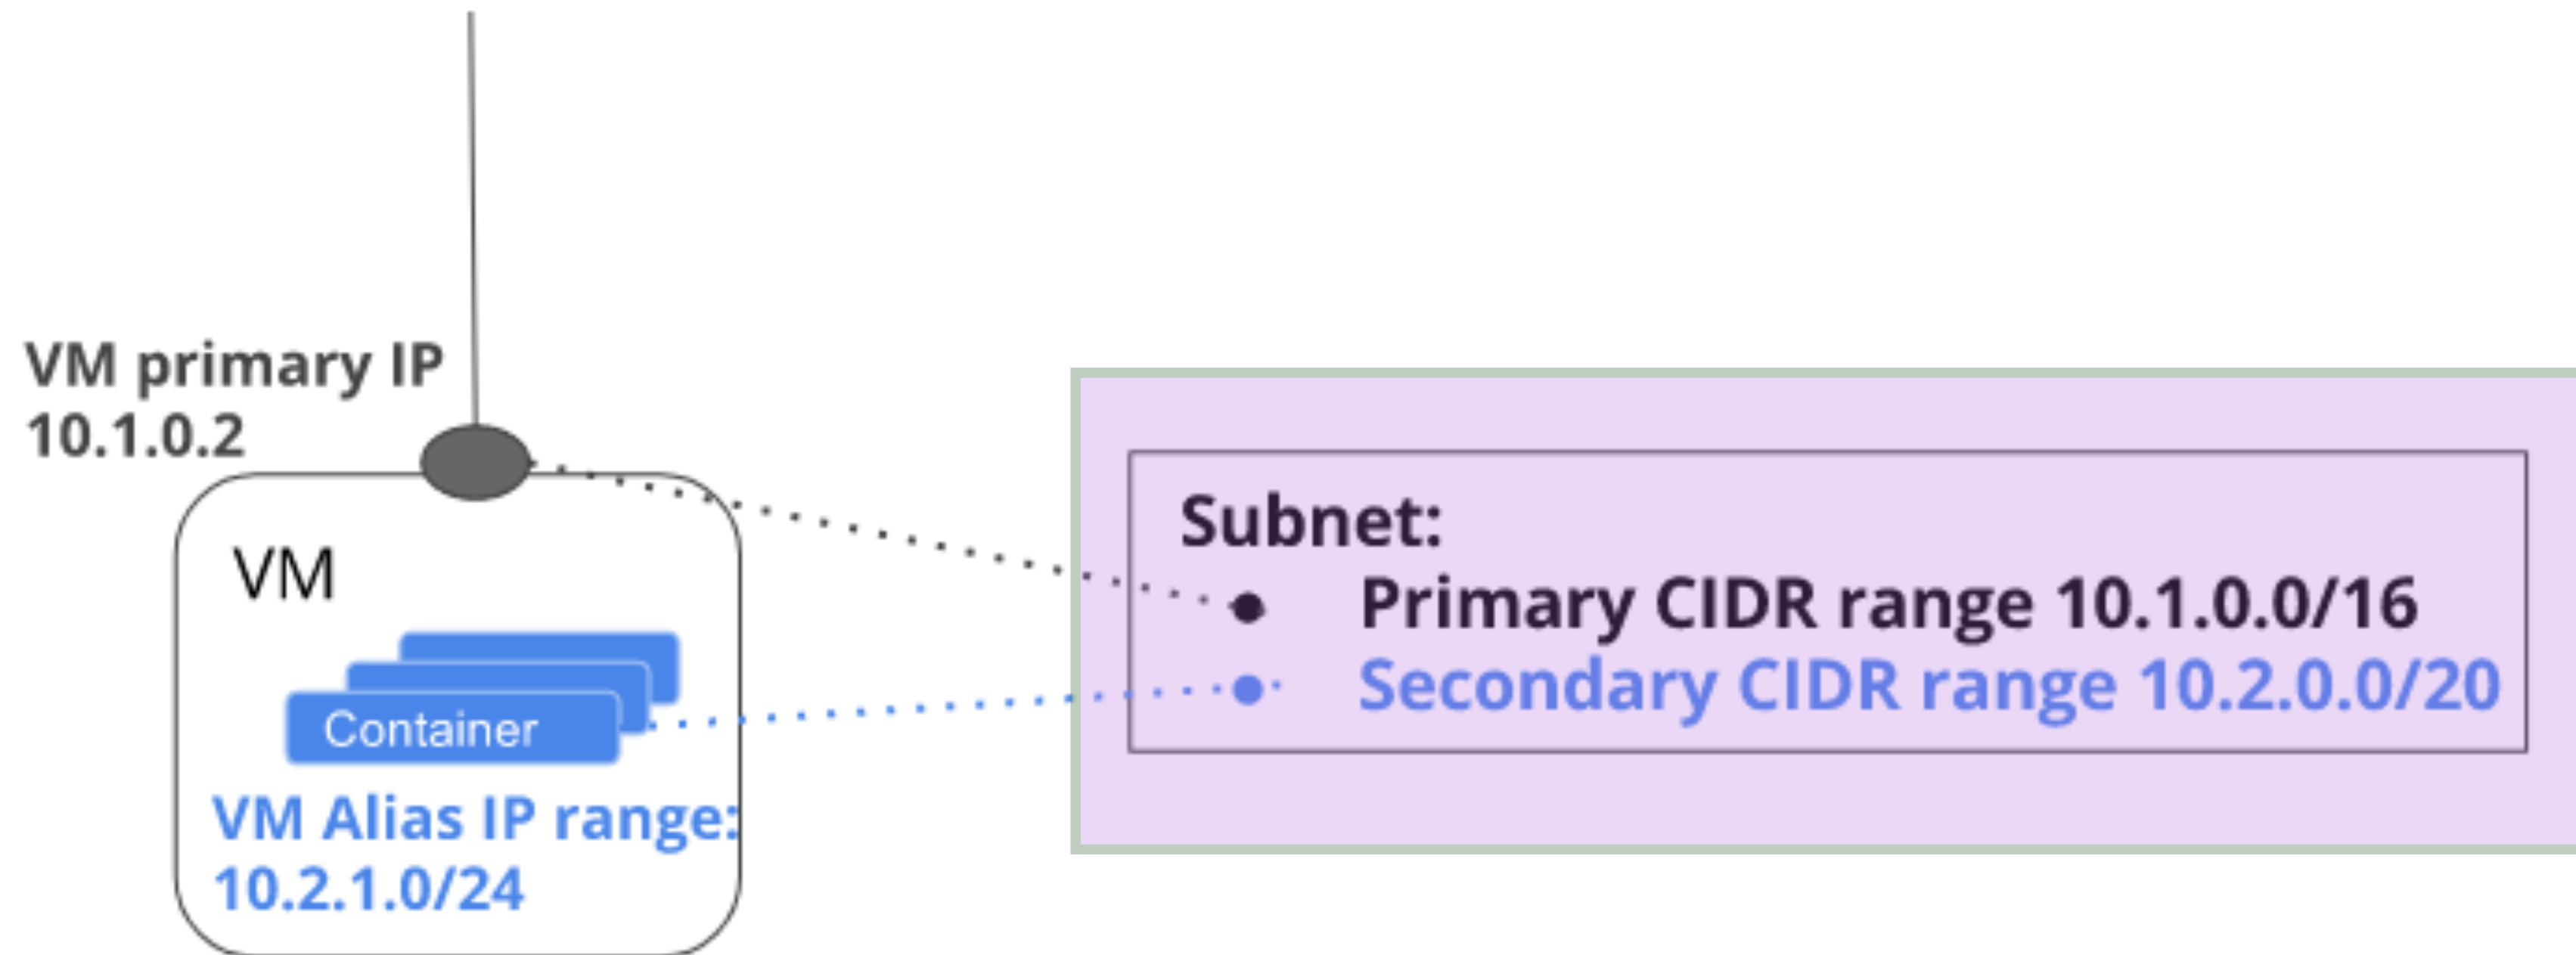 VM primary IP
10.1.0.2
VM
Container
VM Alias IP range:
10.2.1.0/24
Subnet:
Primary CIDR range 10.1.0.0/16
Secondary CIDR range 10.2.0.0/20